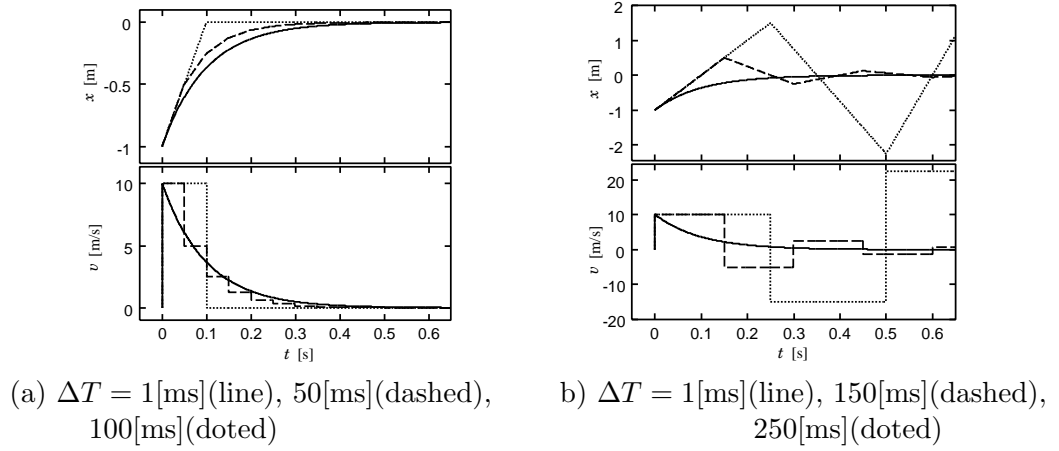 0
-0.5
-1
x [m]
10
5
0
v [m/s]
0 0.1 0.2 0.3 0.4 0.5 0.6
t [s]
2
1
0
-1
-2
x [m]
20
10
0
-10
-20
v [m/s]
0 0.1 0.2 0.3 0.4 0.5 0.6
t [s]
(a) ΔT = 1[ms](line), 50[ms](dashed),
100[ms](doted)
b) ΔT = 1[ms](line), 150[ms](dashed),
250[ms](doted)